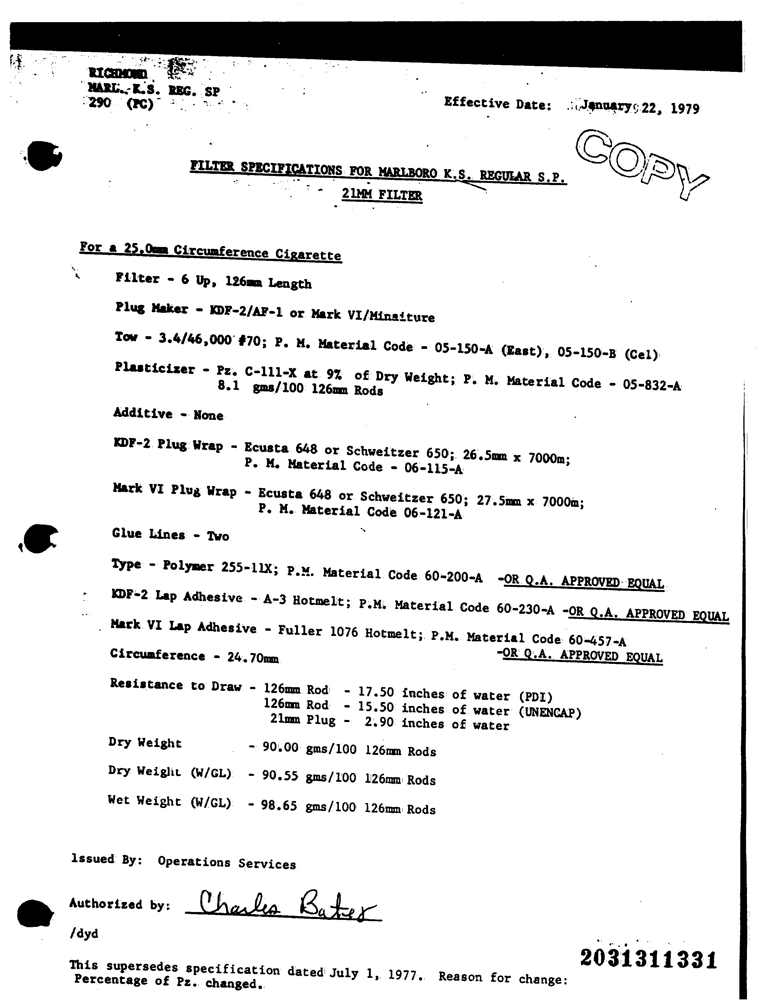 RICHMOND
MARL. K.S. REG. SP
290 (PC)
Effective Date: January 22, 1979
COPY
FILTER SPECIFICATIONS FOR MARLBORO K.S. REGULAR S.P.
21MM FILTER
For a 25.0mm Circumference Cigarette
Filter - 6 Up, 126mm Length
Plug Maker - KDF-2/AF-1 or Mark VI/Minaiture
Tow - 3.4/46,000 #70; P. M. Material Code - 05-150-A (East), 05-150-B (Cel)
Plasticizer - Pz. C-111-X at 9% of Dry Weight; P. M. Material Code - 05-832-A
8.1 gms/100 126mm Rods
Additive - None
KDF-2 Plug Wrap - Ecusta 648 or Schweitzer 650; 26.5mm x 7000m;
P. M. Material Code - 06-115-A
Mark VI Plug Wrap - Ecusta 648 or Schweitzer 650; 27.5mm x 7000m;
P. M. Material Code 06-121-A
Glue Lines - Two
Type - Polymer 255-11X; P.M. Material Code 60-200-A -OR Q.A. APPROVED EQUAL
KDF-2 Lap Adhesive - A-3 Hotmelt; P.M. Material Code 60-230-A -OR Q.A. APPROVED EQUAL
Mark VI Lap Adhesive - Fuller 1076 Hotmelt; P.M. Material Code 60-457-A
-OR Q.A. APPROVED EQUAL
Circumference - 24.70mm
Resistance to Draw - 126mm Rod - 17.50 inches of water (PDI)
126mm Rod - 15.50 inches of water (UNENCAP)
21mm Plug - 2.90 inches of water
Dry Weight - 90.00 gms/100 126mm Rods
Dry Weight (W/GL) - 90.55 gms/100 126mm Rods
Wet Weight (W/GL) - 98.65 gms/100 126mm Rods
Issued By: Operations Services
Authorized by: Charles Bates
/dyd
2031311331
This supersedes specification dated July 1, 1977. Reason for change:
Percentage of Pz. changed.